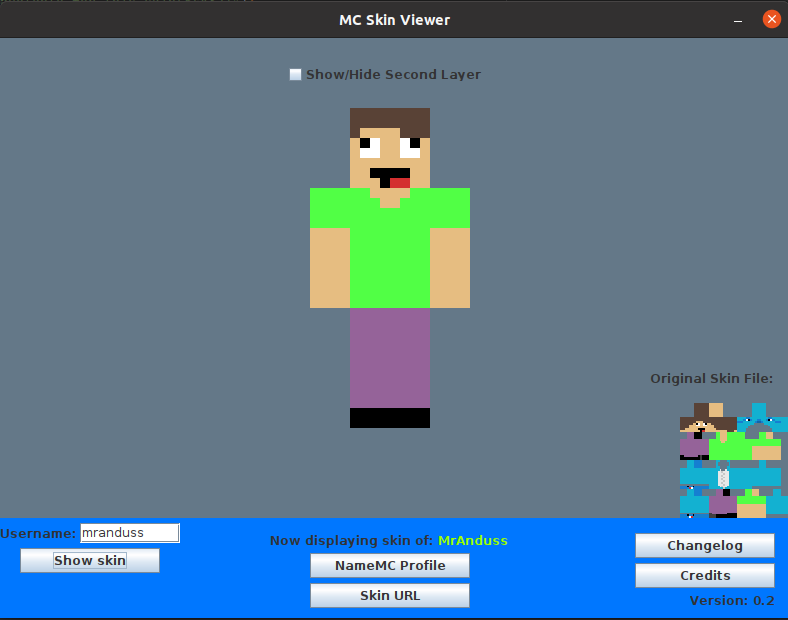 MC Skin Viewer
Show/Hide Second Layer
Original Skin File:
Username: mranduss
Show skin
Now displaying skin of: MrAnduss
NameMC Profile
Skin URL
Changelog
Credits
Version: 0.2